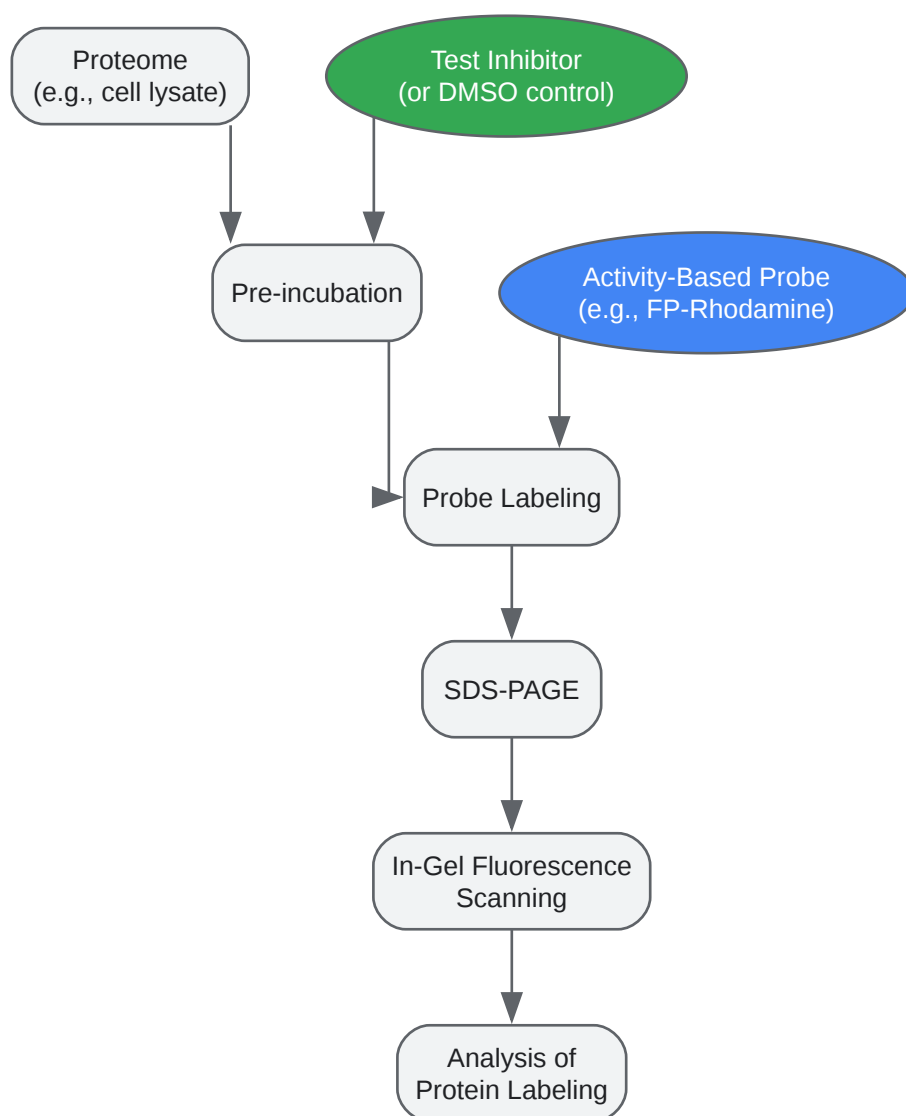 Proteome
(e.g., cell lysate)
Test Inhibitor
(or DMSO control)
Pre-incubation
Activity-Based Probe
(e.g., FP-Rhodamine)
Probe Labeling
SDS-PAGE
In-Gel Fluorescence
Scanning
Analysis of
Protein Labeling